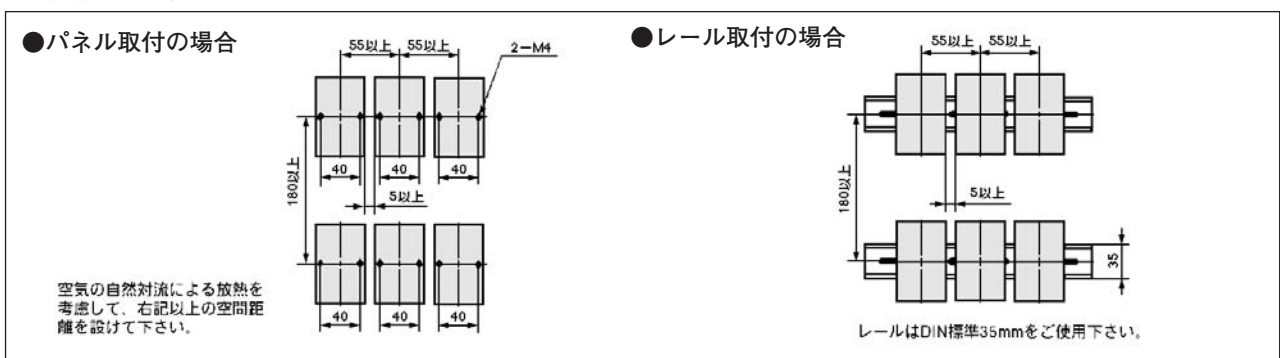 ●パネル取付の場合
55以上
55以上
2-M4
180以上
40
40
40
5以上
40
40
40
空気の自然対流による放熱を
考慮して、右記以上の空間距
離を設けて下さい。
●レール取付の場合
55以上
55以上
180以上
5以上
35
レールはDIN標準35mmをご使用下さい。